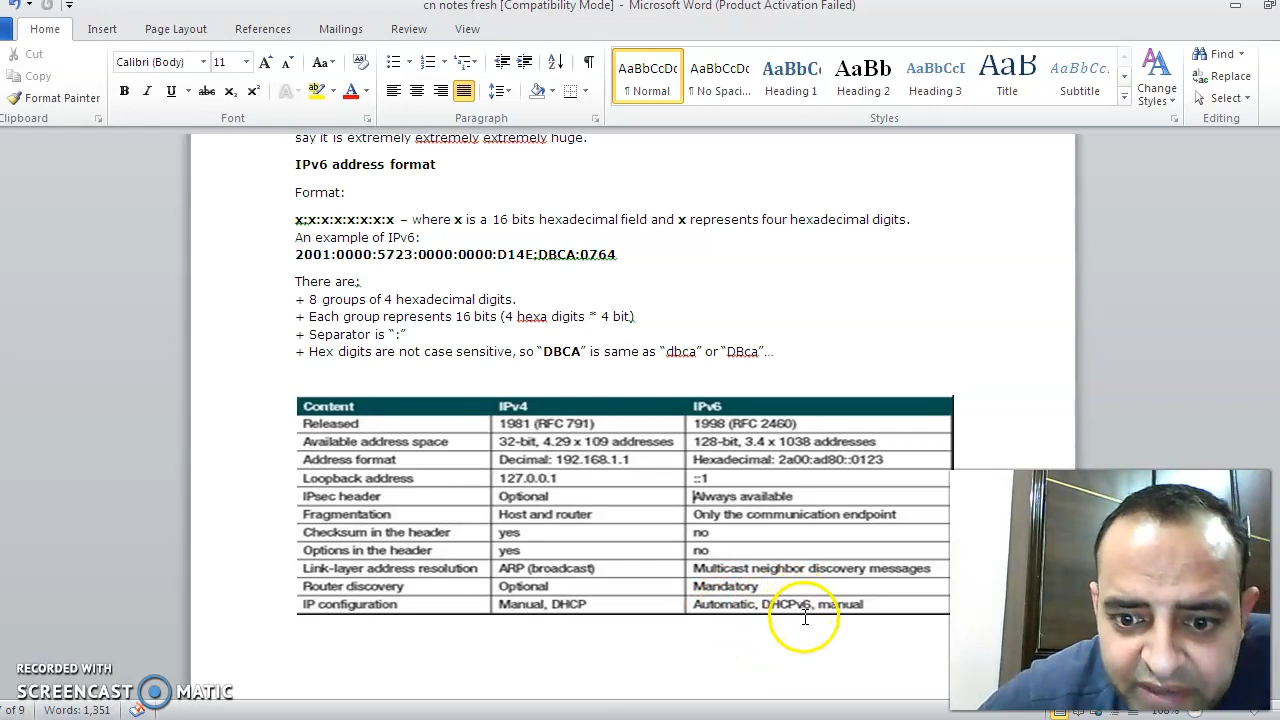 cn notes fresh [Compatibility Mode] - Microsoft Word (Product Activation Failed)
Home Insert Page Layout References Mailings Review View
Cut
Copy
Format Painter
Clipboard
Calibri (Body) 11
Font
Paragraph
AaBbCcDc AaBbCcDc AaBbCc AaBb AaBbCcI AaB AaBbCc.
¶ Normal ¶ No Spaci... Heading 1 Heading 2 Heading 3 Title Subtitle
Change Styles
Styles
Find
Replace
Select
Editing
say it is extremely extremely extremely huge.
IPv6 address format
Format:
x:x:x:x:x:x:x:x – where x is a 16 bits hexadecimal field and x represents four hexadecimal digits.
An example of IPv6:
2001:0000:5723:0000:0000:D14E:DBCA:0764
There are:
+ 8 groups of 4 hexadecimal digits.
+ Each group represents 16 bits (4 hexa digits * 4 bit)
+ Separator is “:”
+ Hex digits are not case sensitive, so “DBCA” is same as “dbca” or “DBca”…
Content IPv4 IPv6
Released 1981 (RFC 791) 1998 (RFC 2460)
Available address space 32-bit, 4.29 x 109 addresses 128-bit, 3.4 x 1038 addresses
Address format Decimal: 192.168.1.1 Hexadecimal: 2a00:ad80::0123
Loopback address 127.0.0.1 ::1
IPsec header Optional Always available
Fragmentation Host and router Only the communication endpoint
Checksum in the header yes no
Options in the header yes no
Link-layer address resolution ARP (broadcast) Multicast neighbor discovery messages
Router discovery Optional Mandatory
IP configuration Manual, DHCP Automatic, DHCPv6, manual
RECORDED WITH
SCREENCAST MATIC
7 of 9 Words: 1,351